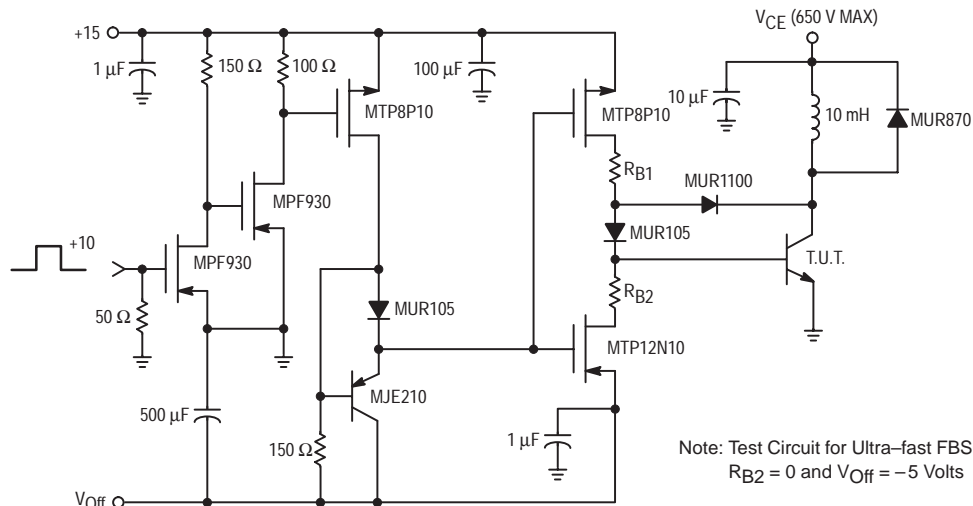 V_CE (650 V MAX)
+15
1 µF
150 Ω
100 Ω
MTP8P10
100 µF
MTP8P10
10 µF
10 mH
MUR870
R_B1
MPF930
MUR1100
+10
MUR105
MPF930
T.U.T.
R_B2
50 Ω
MUR105
MTP12N10
MJE210
500 µF
150 Ω
1 µF
Note: Test Circuit for Ultra–fast FBS
R_B2 = 0 and V_Off = –5 Volts
V_Off